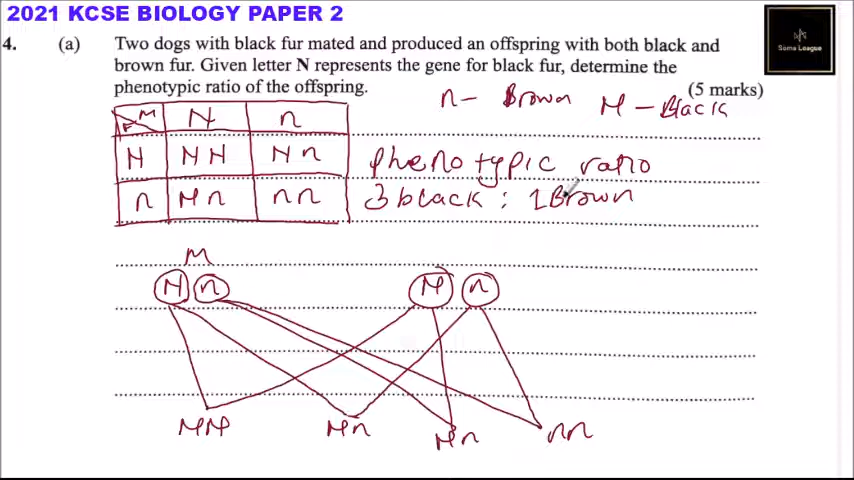 2021 KCSE BIOLOGY PAPER 2
Soma League
4. (a) Two dogs with black fur mated and produced an offspring with both black and
brown fur. Given letter N represents the gene for black fur, determine the
phenotypic ratio of the offspring. (5 marks)
n- Brown N - Black
M N n
F
N NN Nn
n Nn nn
phenotypic ratio
3 black : 1 Brown
M
N n N n
NN Nn Nn nn